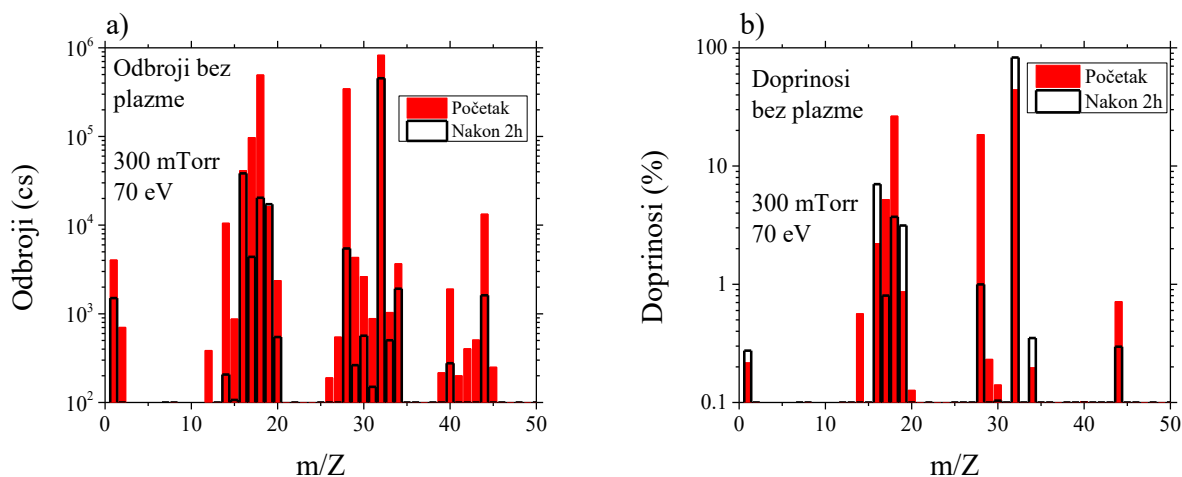 a)
Odbroji (cs)
10^6
10^5
10^4
10^3
10^2
Odbroji bez
plazme
300 mTorr
70 eV
Početak
Nakon 2h
0 10 20 30 40 50
m/Z
b)
Doprinosi (%)
100
10
1
0.1
Doprinosi
bez plazme
300 mTorr
70 eV
Početak
Nakon 2h
0 10 20 30 40 50
m/Z